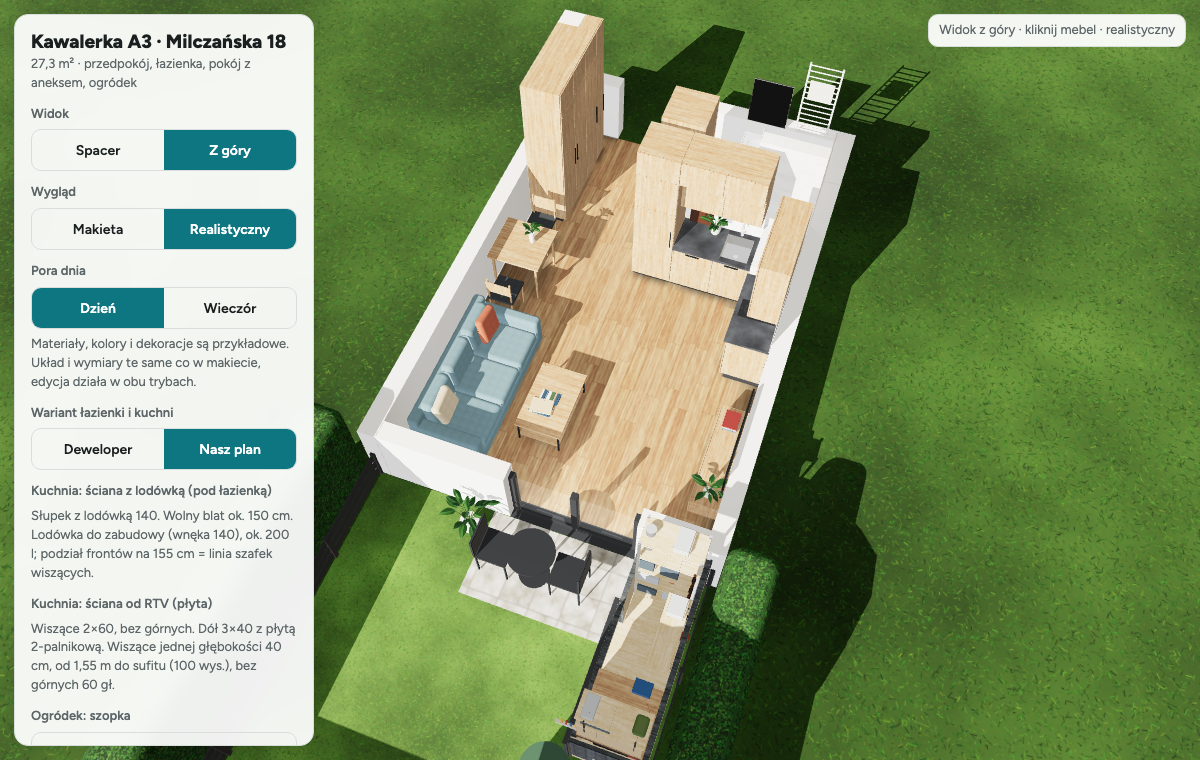 Kawalerka A3 · Milczańska 18
27,3 m² · przedpokój, łazienka, pokój z
aneksem, ogródek
Widok
Spacer
Z góry
Wygląd
Makieta
Realistyczny
Pora dnia
Dzień
Wieczór
Materiały, kolory i dekoracje są przykładowe.
Układ i wymiary te same co w makiecie,
edycja działa w obu trybach.
Wariant łazienki i kuchni
Deweloper
Nasz plan
Kuchnia: ściana z lodówką (pod łazienką)
Słupek z lodówką 140. Wolny blat ok. 150 cm.
Lodówka do zabudowy (wnęka 140), ok. 200
l; podział frontów na 155 cm = linia szafek
wiszących.
Kuchnia: ściana od RTV (płyta)
Wiszące 2×60, bez górnych. Dół 3×40 z płytą
2-palnikową. Wiszące jednej głębokości 40
cm, od 1,55 m do sufitu (100 wys.), bez
górnych 60 gł.
Ogródek: szopka
Widok z góry · kliknij mebel · realistyczny